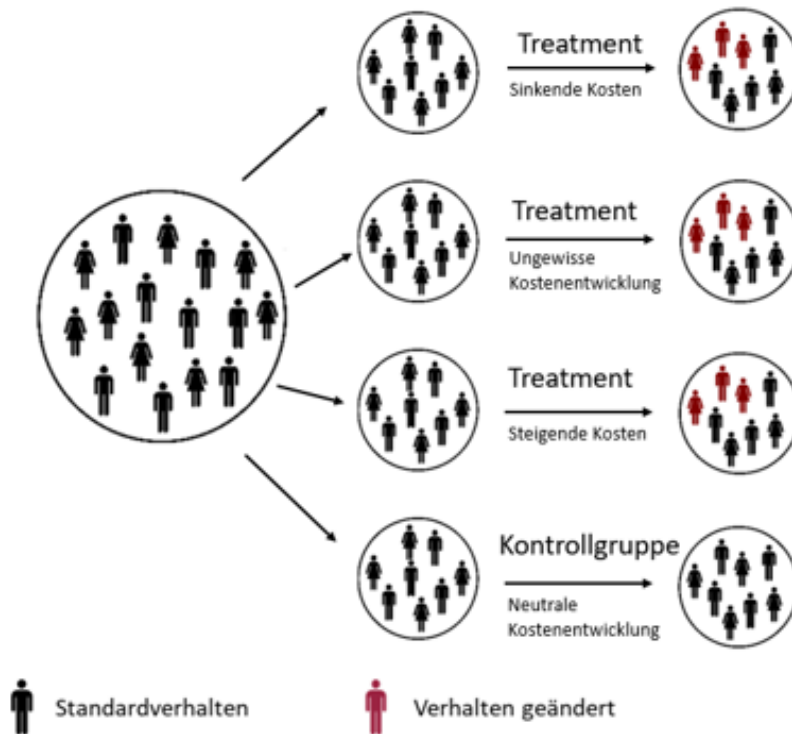 Treatment
Sinkende Kosten
Treatment
Ungewisse
Kostenentwicklung
Treatment
Steigende Kosten
Kontrollgruppe
Neutrale
Kostenentwicklung
Standardverhalten
Verhalten geändert